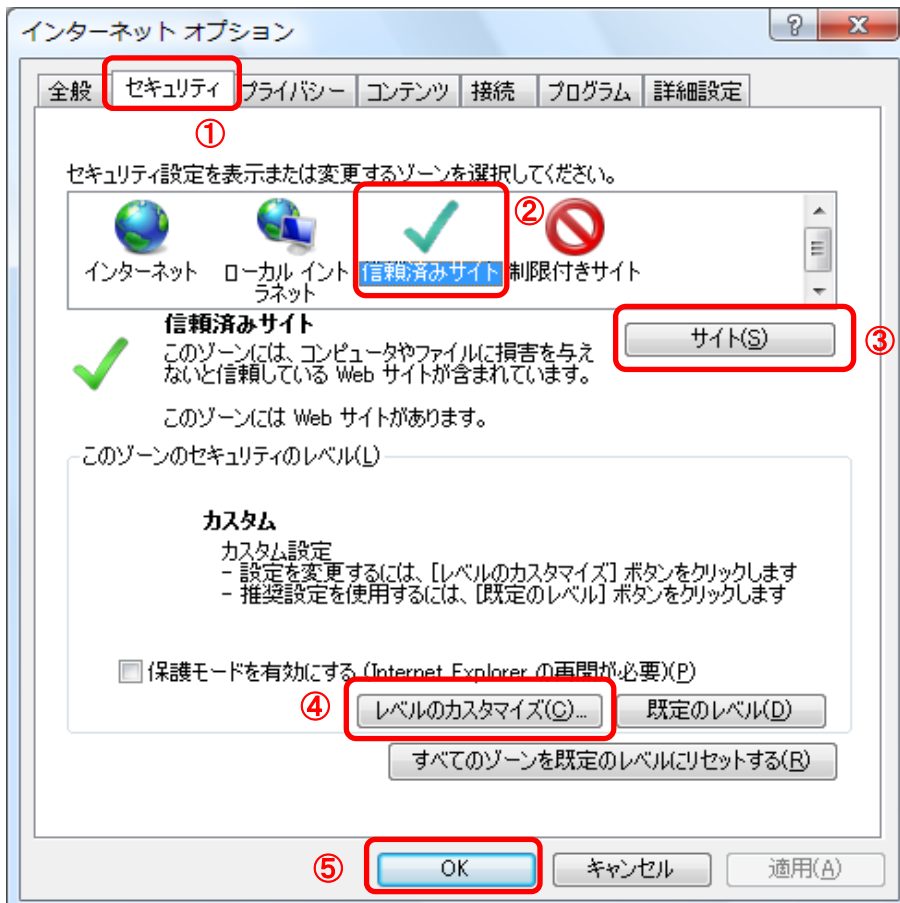 インターネット オプション
?
X
全般 セキュリティ プライバシー コンテンツ 接続 プログラム 詳細設定
①
セキュリティ設定を表示または変更するゾーンを選択してください。
②
インターネット
ローカル イント
ラネット
信頼済みサイト
制限付きサイト
信頼済みサイト
サイト(S)
③
このゾーンには、コンピュータやファイルに損害を与え
ないと信頼している Web サイトが含まれています。
このゾーンには Web サイトがあります。
このゾーンのセキュリティのレベル(L)
カスタム
カスタム設定
- 設定を変更するには、[レベルのカスタマイズ] ボタンをクリックします
- 推奨設定を使用するには、[既定のレベル] ボタンをクリックします
保護モードを有効にする (Internet Explorer の再開が必要)(P)
④
レベルのカスタマイズ(C)... 既定のレベル(D)
すべてのゾーンを既定のレベルにリセットする(R)
⑤
OK キャンセル 適用(A)